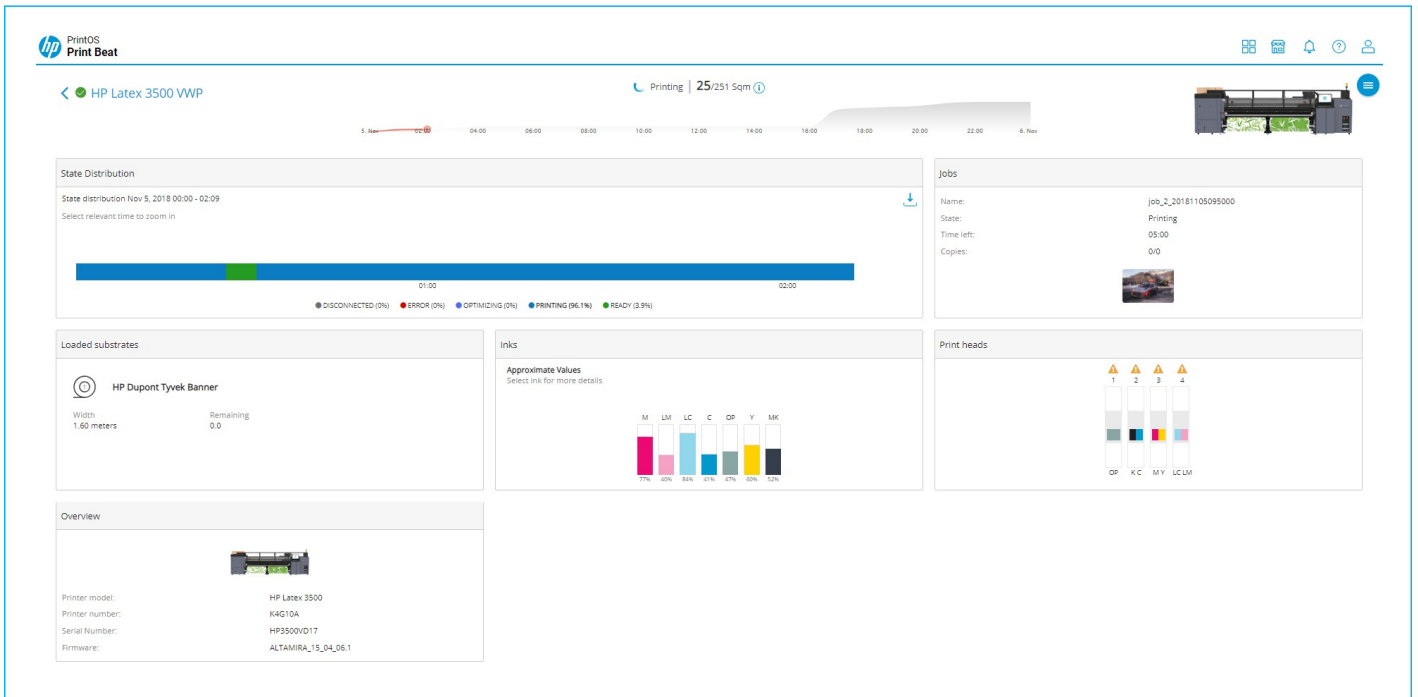 hp
PrintOS
Print Beat
HP Latex 3500 VWP
Printing | 25/251 Sqm
5. Nov 02:00 04:00 06:00 08:00 10:00 12:00 14:00 16:00 18:00 20:00 22:00 6. Nov
State Distribution
State distribution Nov 5, 2018 00:00 - 02:09
Select relevant time to zoom in
01:00 02:00
DISCONNECTED (0%) ERROR (0%) OPTIMIZING (0%) PRINTING (96.1%) READY (3.9%)
Jobs
Name: job_2_20181105095000
State: Printing
Time left: 05:00
Copies: 0/0
Loaded substrates
HP Dupont Tyvek Banner
Width Remaining
1.60 meters 0.0
Inks
Approximate Values
Select ink for more details
M LM LC C OP Y MK
77% 40% 84% 41% 47% 60% 52%
Print heads
1 2 3 4
OP K C M Y LC LM
Overview
Printer model: HP Latex 3500
Printer number: K4G10A
Serial Number: HP3500VD17
Firmware: ALTAMIRA_15_04_06.1